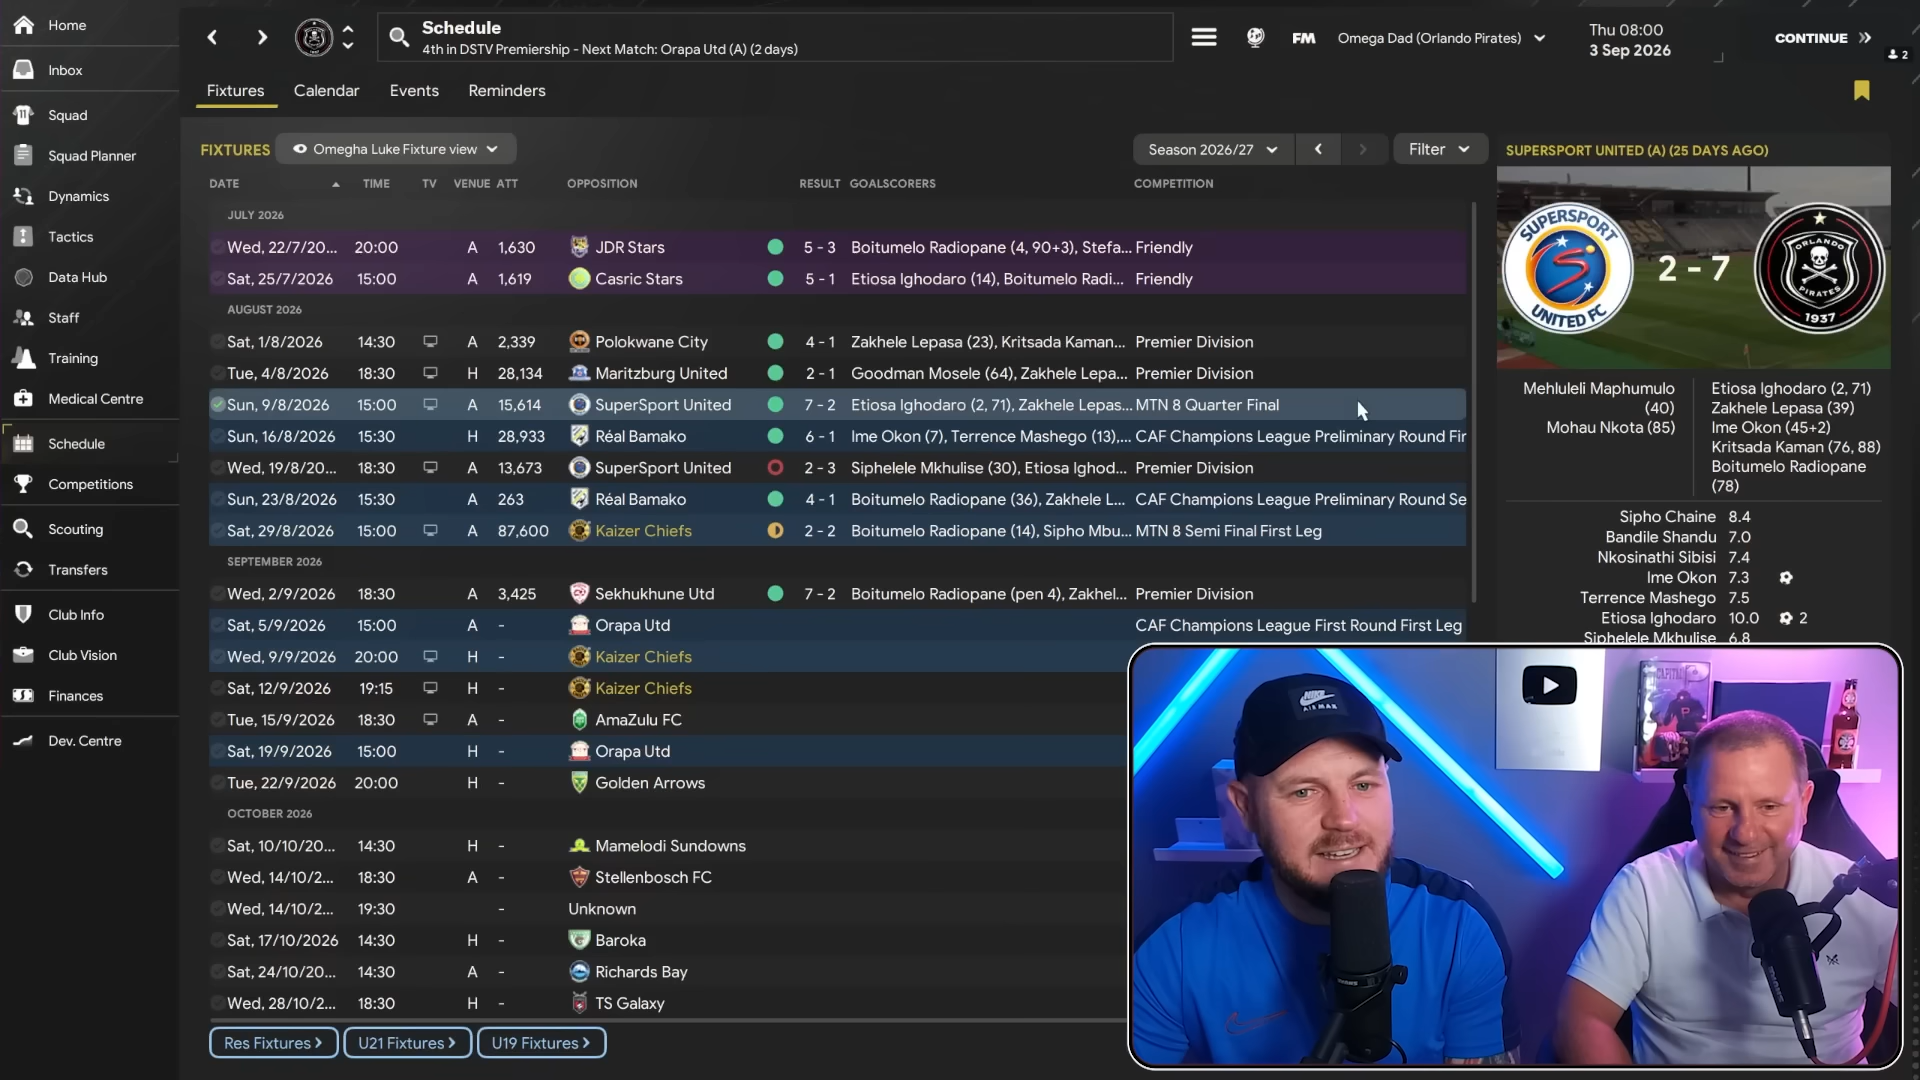 Home
Inbox
Squad
Squad Planner
Dynamics
Tactics
Data Hub
Staff
Training
Medical Centre
Schedule
Competitions
Scouting
Transfers
Club Info
Club Vision
Finances
Dev. Centre
Schedule
4th in DSTV Premiership - Next Match: Orapa Utd (A) (2 days)
FM
Omega Dad (Orlando Pirates)
Thu 08:00
3 Sep 2026
CONTINUE
2
Fixtures Calendar Events Reminders
FIXTURES Omegha Luke Fixture view Season 2026/27 Filter
DATE TIME TV VENUE ATT OPPOSITION RESULT GOALSCORERS COMPETITION
JULY 2026
Wed, 22/7/20... 20:00 A 1,630 JDR Stars 5 - 3 Boitumelo Radiopane (4, 90+3), Stefa... Friendly
Sat, 25/7/2026 15:00 A 1,619 Casric Stars 5 - 1 Etiosa Ighodaro (14), Boitumelo Radi... Friendly
AUGUST 2026
Sat, 1/8/2026 14:30 A 2,339 Polokwane City 4 - 1 Zakhele Lepasa (23), Kritsada Kaman... Premier Division
Tue, 4/8/2026 18:30 H 28,134 Maritzburg United 2 - 1 Goodman Mosele (64), Zakhele Lepa... Premier Division
Sun, 9/8/2026 15:00 A 15,614 SuperSport United 7 - 2 Etiosa Ighodaro (2, 71), Zakhele Lepas... MTN 8 Quarter Final
Sun, 16/8/2026 15:30 H 28,933 Réal Bamako 6 - 1 Ime Okon (7), Terrence Mashego (13),... CAF Champions League Preliminary Round Fir
Wed, 19/8/20... 18:30 A 13,673 SuperSport United 2 - 3 Siphelele Mkhulise (30), Etiosa Ighod... Premier Division
Sun, 23/8/2026 15:30 A 263 Réal Bamako 4 - 1 Boitumelo Radiopane (36), Zakhele L... CAF Champions League Preliminary Round Se
Sat, 29/8/2026 15:00 A 87,600 Kaizer Chiefs 2 - 2 Boitumelo Radiopane (14), Sipho Mbu... MTN 8 Semi Final First Leg
SEPTEMBER 2026
Wed, 2/9/2026 18:30 A 3,425 Sekhukhune Utd 7 - 2 Boitumelo Radiopane (pen 4), Zakhel... Premier Division
Sat, 5/9/2026 15:00 A - Orapa Utd CAF Champions League First Round First Leg
Wed, 9/9/2026 20:00 H - Kaizer Chiefs
Sat, 12/9/2026 19:15 H - Kaizer Chiefs
Tue, 15/9/2026 18:30 A - AmaZulu FC
Sat, 19/9/2026 15:00 H - Orapa Utd
Tue, 22/9/2026 20:00 H - Golden Arrows
OCTOBER 2026
Sat, 10/10/20... 14:30 H - Mamelodi Sundowns
Wed, 14/10/2... 18:30 A - Stellenbosch FC
Wed, 14/10/2... 19:30 - Unknown
Sat, 17/10/2026 14:30 H - Baroka
Sat, 24/10/20... 14:30 A - Richards Bay
Wed, 28/10/2... 18:30 H - TS Galaxy
Res Fixtures U21 Fixtures U19 Fixtures
SUPERSPORT UNITED (A) (25 DAYS AGO)
SUPERSPORT
UNITED FC
2 - 7
ORLANDO
PIRATES
1937
Mehluleli Maphumulo
(40)
Mohau Nkota (85)
Etiosa Ighodaro (2, 71)
Zakhele Lepasa (39)
Ime Okon (45+2)
Kritsada Kaman (76, 88)
Boitumelo Radiopane
(78)
Sipho Chaine 8.4
Bandile Shandu 7.0
Nkosinathi Sibisi 7.4
Ime Okon 7.3
Terrence Mashego 7.5
Etiosa Ighodaro 10.0 2
Siphelele Mkhulise 6.8
NIKE
AIR MAX